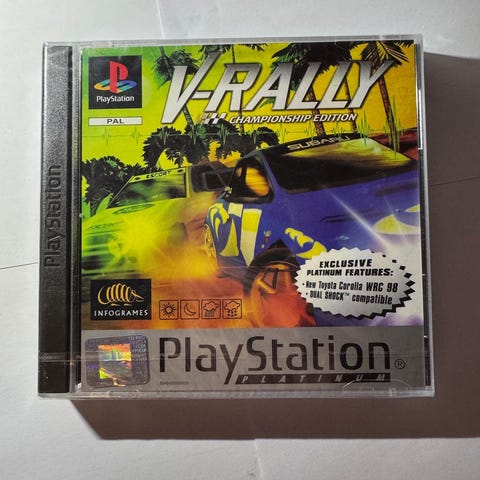 PlayStation
PlayStation
PAL
V-RALLY
CHAMPIONSHIP EDITION
SUBARU
ESCORT
EXCLUSIVE
PLATINUM FEATURES:
• New Toyota Corolla WRC 98
• DUAL SHOCK™ compatible
INFOGRAMES
PlayStation®
PLATINUM